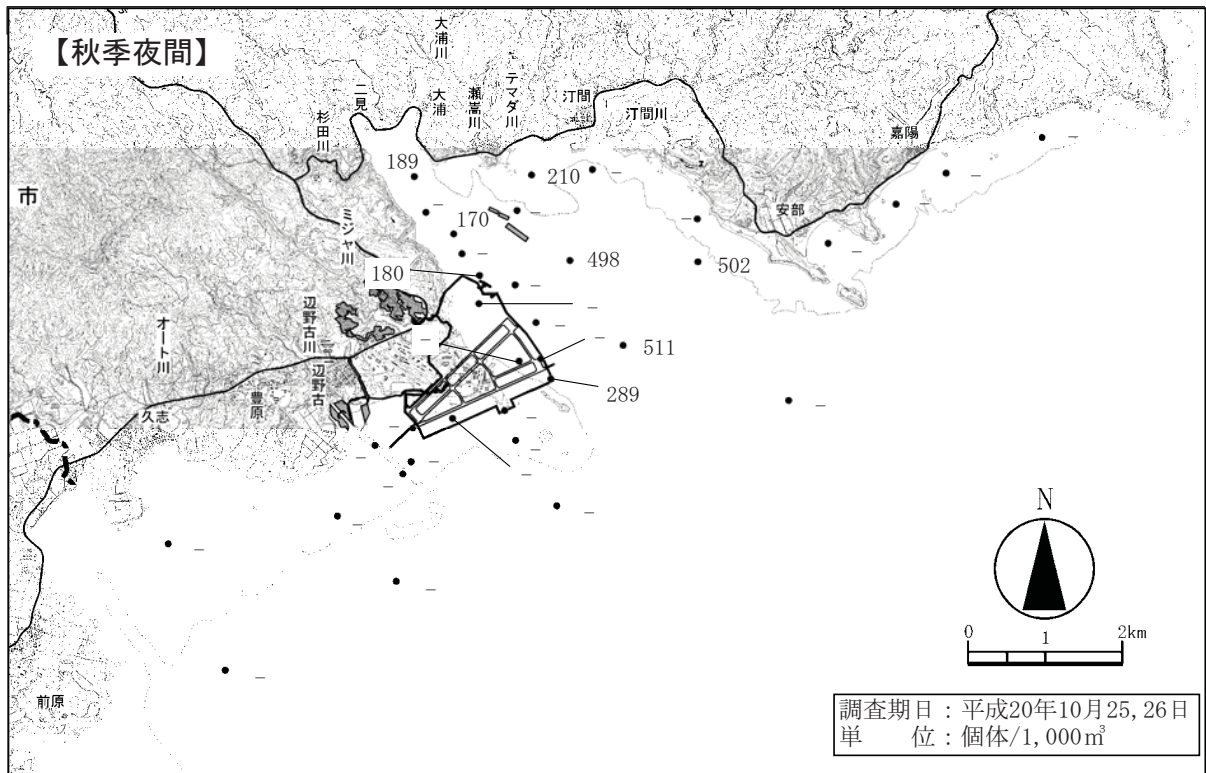 【秋季夜間】
大浦川
二見
大浦
瀬嵩川
テマダ川
汀間
汀間川
嘉陽
杉田川
市
189
210
ミジャ川
170
安部
498
502
180
辺野古川
オート川
511
辺野古
289
豊原
久志
前原
N
0 1 2km
調査期日：平成20年10月25,26日
単　　位：個体/1,000㎥